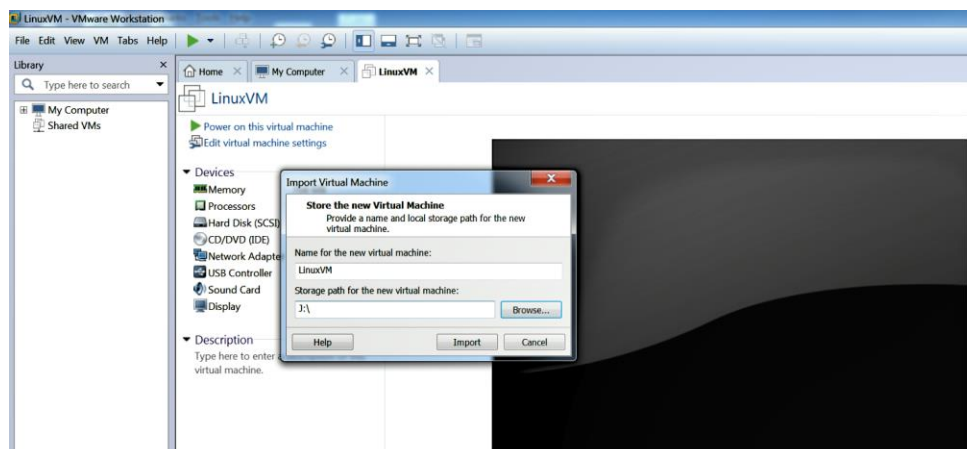 LinuxVM - VMware Workstation
File Edit View VM Tabs Help
Library
Type here to search
My Computer
Shared VMs
Home
My Computer
LinuxVM
LinuxVM
Power on this virtual machine
Edit virtual machine settings
Devices
Memory
Processors
Hard Disk (SCSI)
CD/DVD (IDE)
Network Adapte
USB Controller
Sound Card
Display
Description
Type here to enter
virtual machine.
Import Virtual Machine
Store the new Virtual Machine
Provide a name and local storage path for the new
virtual machine.
Name for the new virtual machine:
LinuxVM
Storage path for the new virtual machine:
J:\
Browse...
Help
Import
Cancel